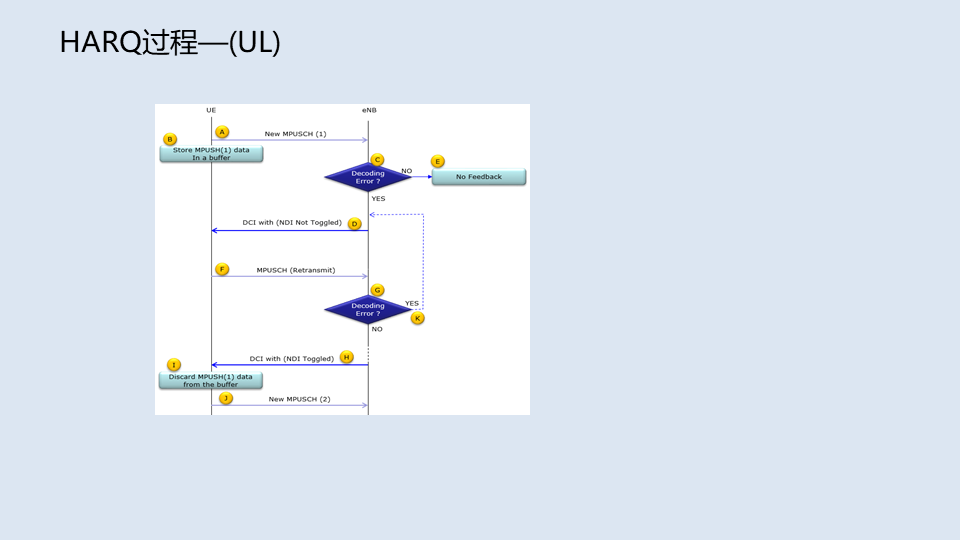 HARQ过程—(UL)
UE
eNB
A
New MPUSCH (1)
B
Store MPUSH(1) data
In a buffer
C
Decoding
Error ?
NO
E
No Feedback
YES
DCI with (NDI Not Toggled)
D
F
MPUSCH (Retransmit)
G
Decoding
Error ?
YES
K
NO
DCI with (NDI Toggled)
H
I
Discard MPUSH(1) data
from the buffer
J
New MPUSCH (2)